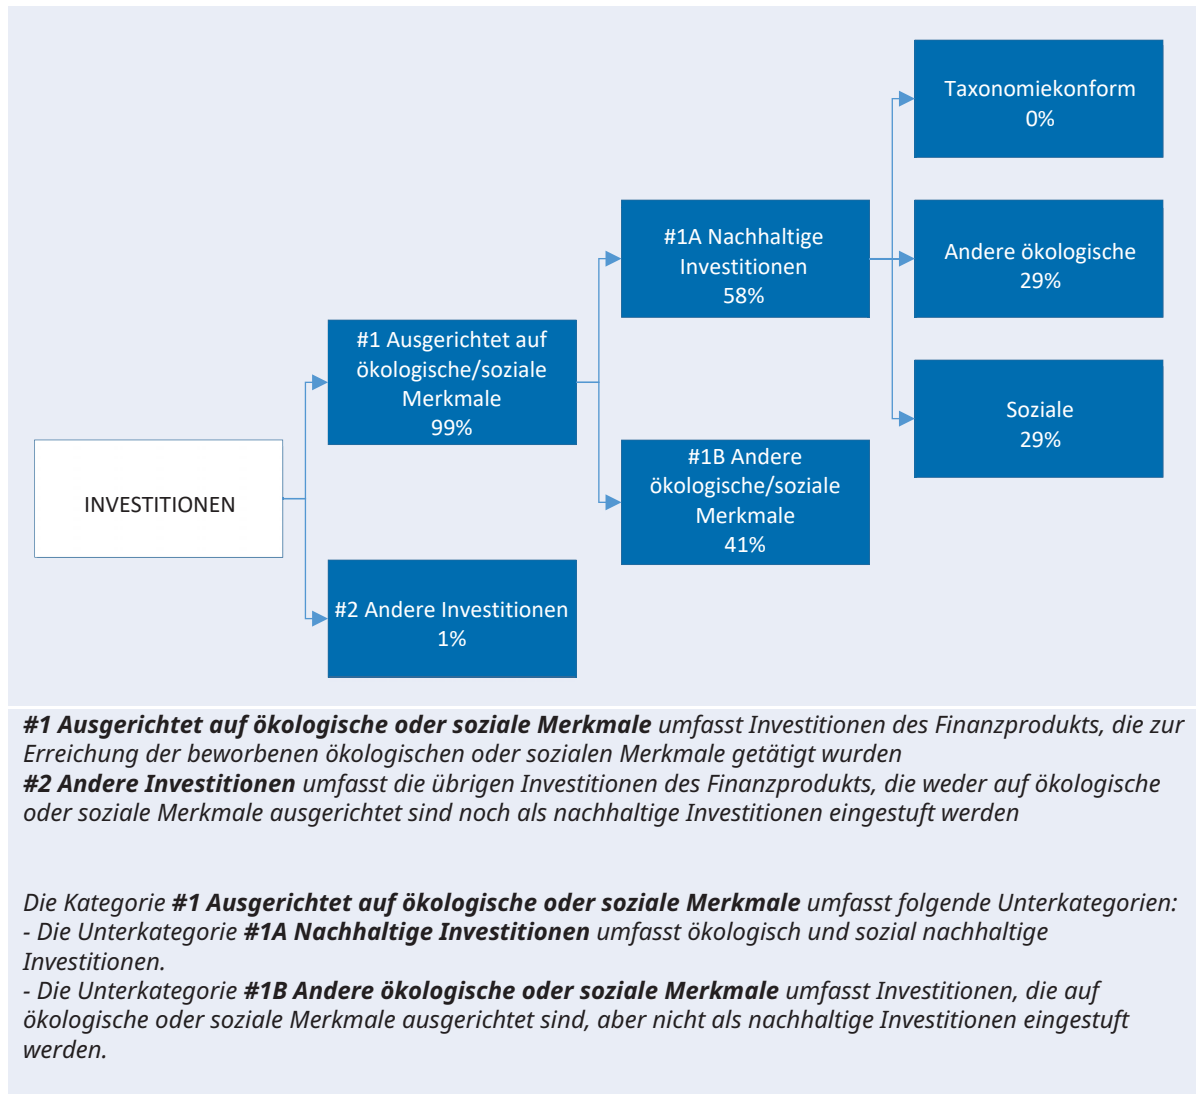 Taxonomiekonform
0%
#1A Nachhaltige
Investitionen
58%
Andere ökologische
29%
#1 Ausgerichtet auf
ökologische/soziale
Merkmale
99%
Soziale
29%
INVESTITIONEN
#1B Andere
ökologische/soziale
Merkmale
41%
#2 Andere Investitionen
1%
#1 Ausgerichtet auf ökologische oder soziale Merkmale umfasst Investitionen des Finanzprodukts, die zur
Erreichung der beworbenen ökologischen oder sozialen Merkmale getätigt wurden
#2 Andere Investitionen umfasst die übrigen Investitionen des Finanzprodukts, die weder auf ökologische
oder soziale Merkmale ausgerichtet sind noch als nachhaltige Investitionen eingestuft werden
Die Kategorie #1 Ausgerichtet auf ökologische oder soziale Merkmale umfasst folgende Unterkategorien:
- Die Unterkategorie #1A Nachhaltige Investitionen umfasst ökologisch und sozial nachhaltige
Investitionen.
- Die Unterkategorie #1B Andere ökologische oder soziale Merkmale umfasst Investitionen, die auf
ökologische oder soziale Merkmale ausgerichtet sind, aber nicht als nachhaltige Investitionen eingestuft
werden.